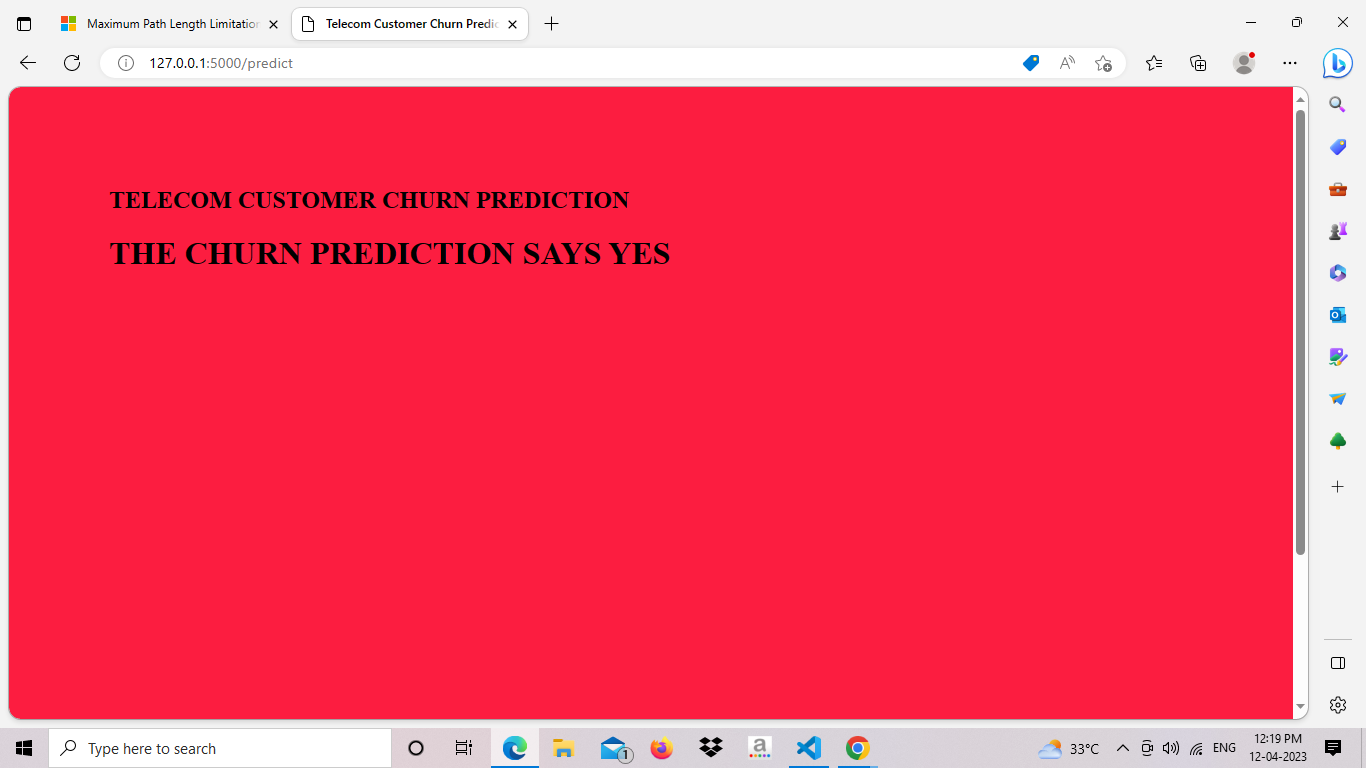 Maximum Path Length Limitation
Telecom Customer Churn Predic
127.0.0.1:5000/predict
TELECOM CUSTOMER CHURN PREDICTION
THE CHURN PREDICTION SAYS YES
Type here to search
1
33°C
ENG
12:19 PM
12-04-2023